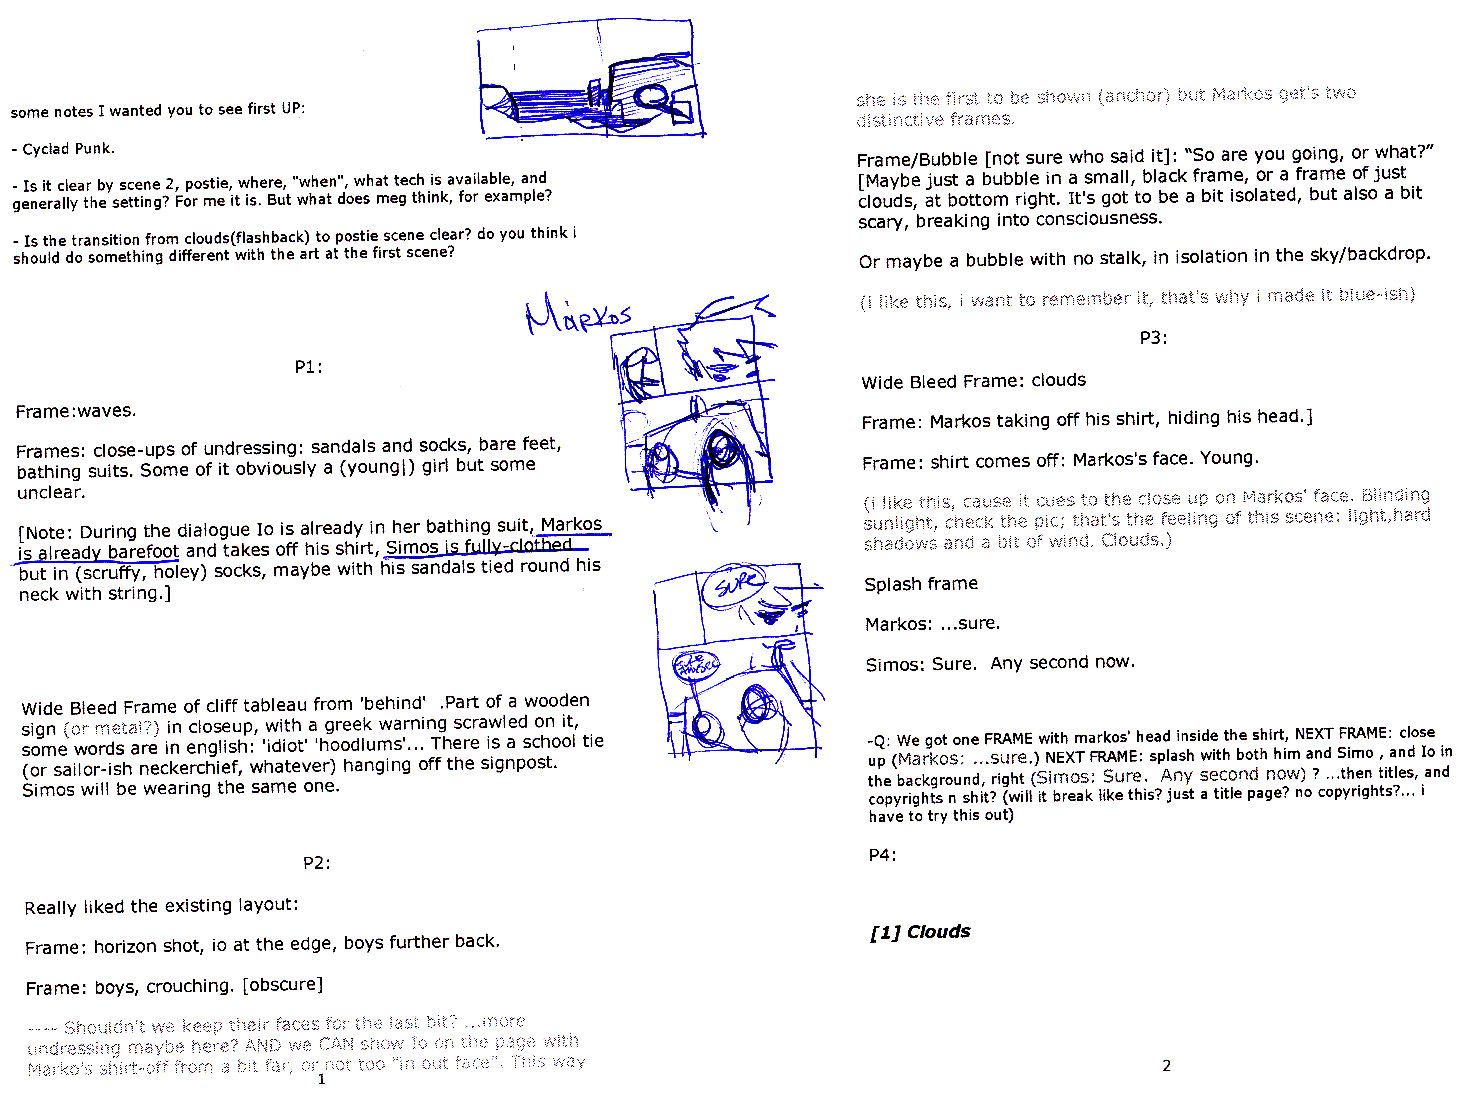 some notes I wanted you to see first UP:
- Cyclad Punk.
- Is it clear by scene 2, postie, where, "when", what tech is available, and
generally the setting? For me it is. But what does meg think, for example?
- Is the transition from clouds(flashback) to postie scene clear? do you think i
should do something different with the art at the first scene?
Μάρκοs
P1:
Frame:waves.
Frames: close-ups of undressing: sandals and socks, bare feet,
bathing suits. Some of it obviously a (young|) girl but some
unclear.
[Note: During the dialogue Io is already in her bathing suit, Markos
is already barefoot and takes off his shirt, Simos is fully-clothed
but in (scruffy, holey) socks, maybe with his sandals tied round his
neck with string.]
SURE
Wide Bleed Frame of cliff tableau from 'behind' .Part of a wooden
sign (or metal?) in closeup, with a greek warning scrawled on it,
some words are in english: 'idiot' 'hoodlums'... There is a school tie
(or sailor-ish neckerchief, whatever) hanging off the signpost.
Simos will be wearing the same one.
P2:
Really liked the existing layout:
Frame: horizon shot, io at the edge, boys further back.
Frame: boys, crouching. [obscure]
---- Shouldn't we keep their faces for the last bit? ...more
undressing maybe here? AND we CAN show Io on the page with
Marko's shirt-off from a bit far, or not too "in out face". This way
1
she is the first to be shown (anchor) but Markos get's two
distinctive frames.
Frame/Bubble [not sure who said it]: “So are you going, or what?”
[Maybe just a bubble in a small, black frame, or a frame of just
clouds, at bottom right. It's got to be a bit isolated, but also a bit
scary, breaking into consciousness.
Or maybe a bubble with no stalk, in isolation in the sky/backdrop.
(i like this, i want to remember it, that's why i made it blue-ish)
P3:
Wide Bleed Frame: clouds
Frame: Markos taking off his shirt, hiding his head.]
Frame: shirt comes off: Markos's face. Young.
(i like this, cause it cues to the close up on Markos' face. Blinding
sunlight, check the pic; that's the feeling of this scene: light,hard
shadows and a bit of wind. Clouds.)
Splash frame
Markos: ...sure.
Simos: Sure.  Any second now.
-Q: We got one FRAME with markos' head inside the shirt, NEXT FRAME: close
up (Markos: ...sure.) NEXT FRAME: splash with both him and Simo , and Io in
the background, right (Simos: Sure.  Any second now) ? ...then titles, and
copyrights n shit? (will it break like this? just a title page? no copyrights?... i
have to try this out)
P4:
[1] Clouds
2